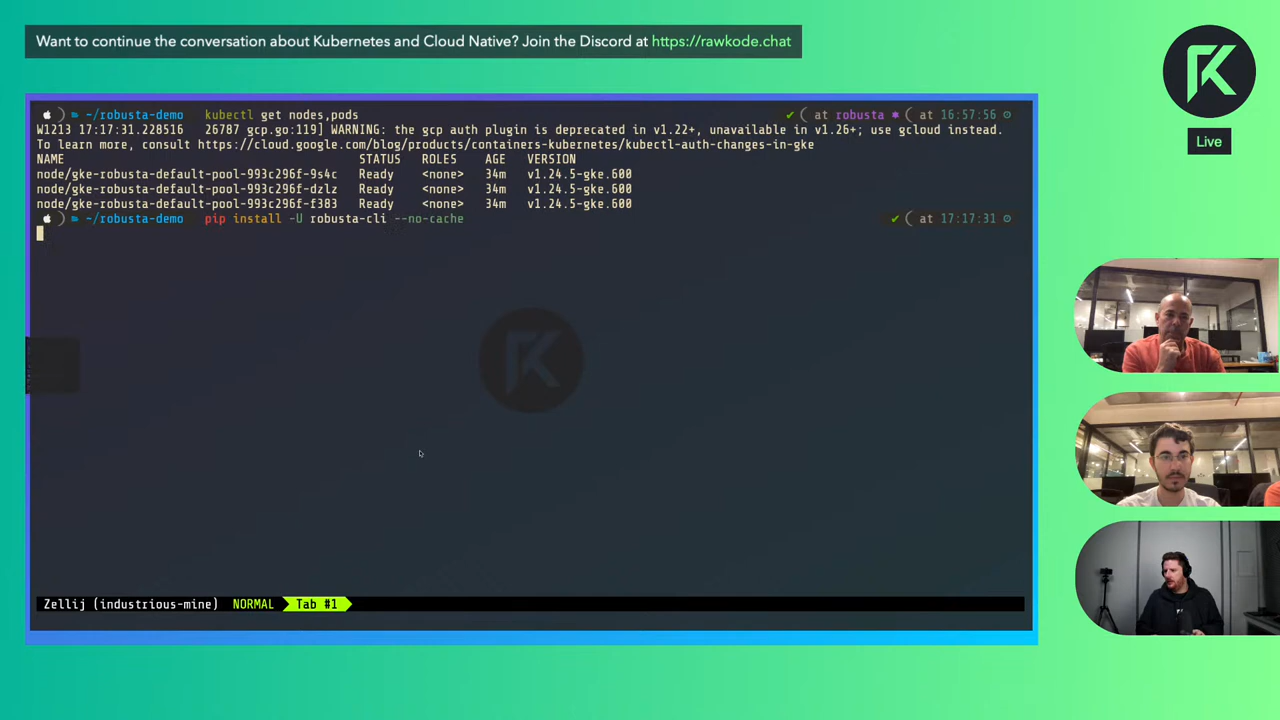 Want to continue the conversation about Kubernetes and Cloud Native? Join the Discord at https://rawkode.chat
Live
~/robusta-demo kubectl get nodes,pods ✔ ( at robusta ⎈ ) at 16:57:56
W1213 17:17:31.228516 26787 gcp.go:119] WARNING: the gcp auth plugin is deprecated in v1.22+, unavailable in v1.26+; use gcloud instead.
To learn more, consult https://cloud.google.com/blog/products/containers-kubernetes/kubectl-auth-changes-in-gke
NAME STATUS ROLES AGE VERSION
node/gke-robusta-default-pool-993c296f-9s4c Ready <none> 34m v1.24.5-gke.600
node/gke-robusta-default-pool-993c296f-dzlz Ready <none> 34m v1.24.5-gke.600
node/gke-robusta-default-pool-993c296f-f383 Ready <none> 34m v1.24.5-gke.600
~/robusta-demo pip install -U robusta-cli --no-cache ✔ ( at 17:17:31
Zellij (industrious-mine) NORMAL Tab #1